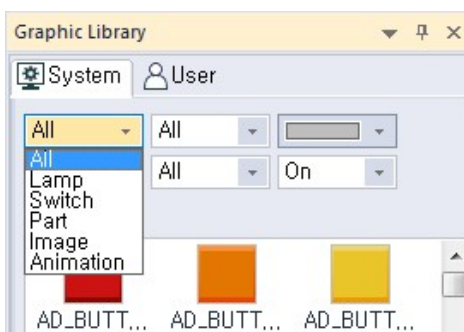 Graphic Library
System User
All All
All
Lamp All On
Switch
Part
Image
Animation
AD_BUTT... AD_BUTT... AD_BUTT...